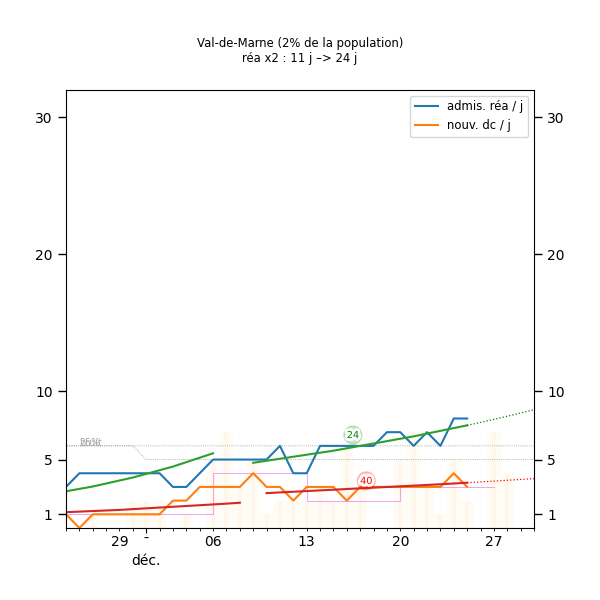 Val-de-Marne (2% de la population)
réa x2 : 11 j –> 24 j
admis. réa / j
nouv. dc / j
30 30
20 20
10 10
5 5
1 1
24
40
29 - 06 13 20 27
déc.